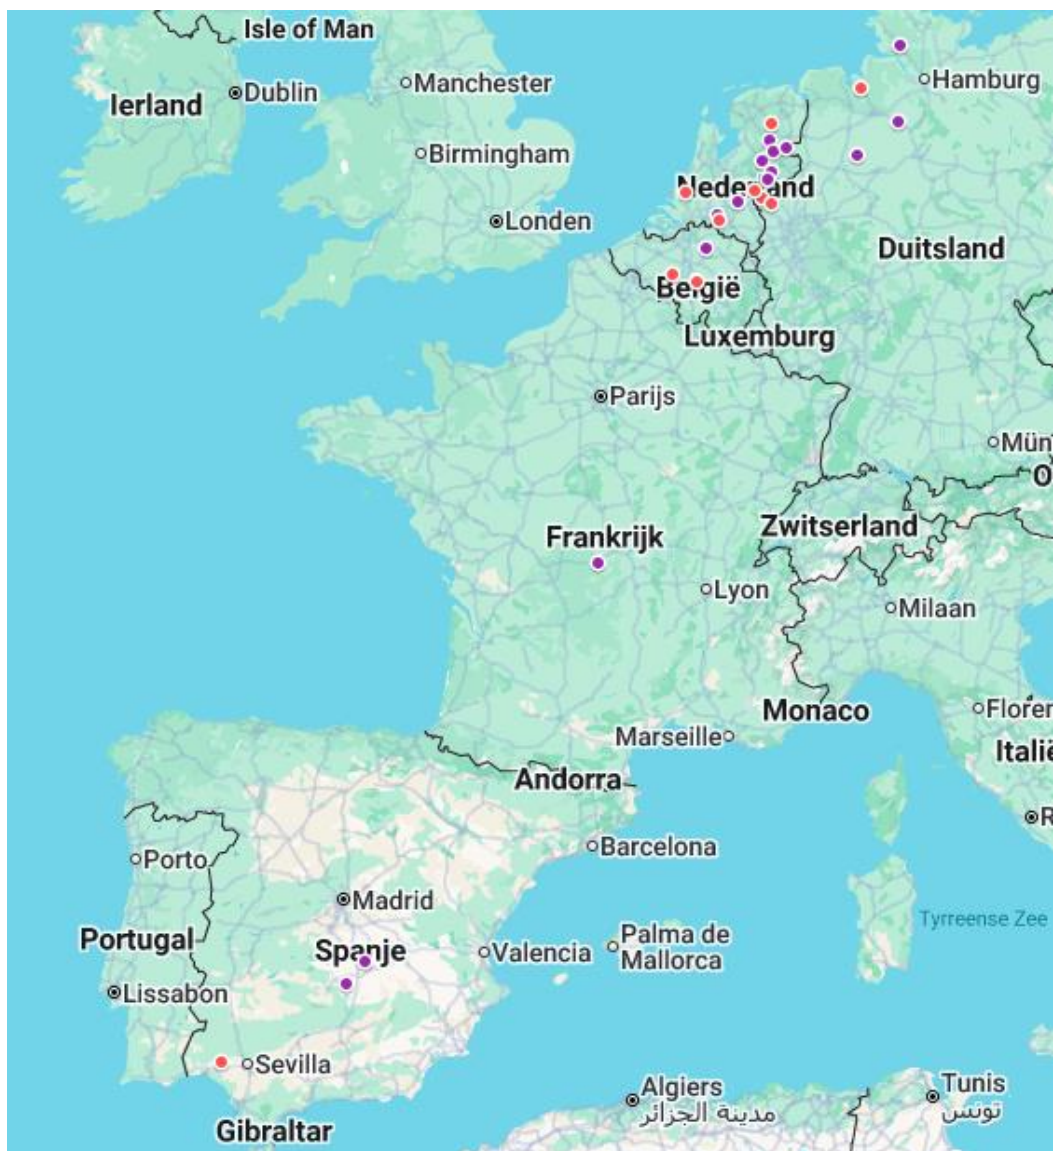 Isle of Man
Manchester
Hamburg
Ierland
Dublin
Birmingham
Nederland
Londen
Duitsland
België
Luxemburg
Parijs
Mün
O
Zwitserland
Frankrijk
Lyon
Milaan
Monaco
Floren
Marseille
Italië
Andorra
R
Barcelona
Porto
Madrid
Tyrreense Zee
Portugal
Spanje
Valencia
Palma de
Mallorca
Lissabon
Sevilla
Algiers
مدينة الجزائر
Tunis
تونس
Gibraltar